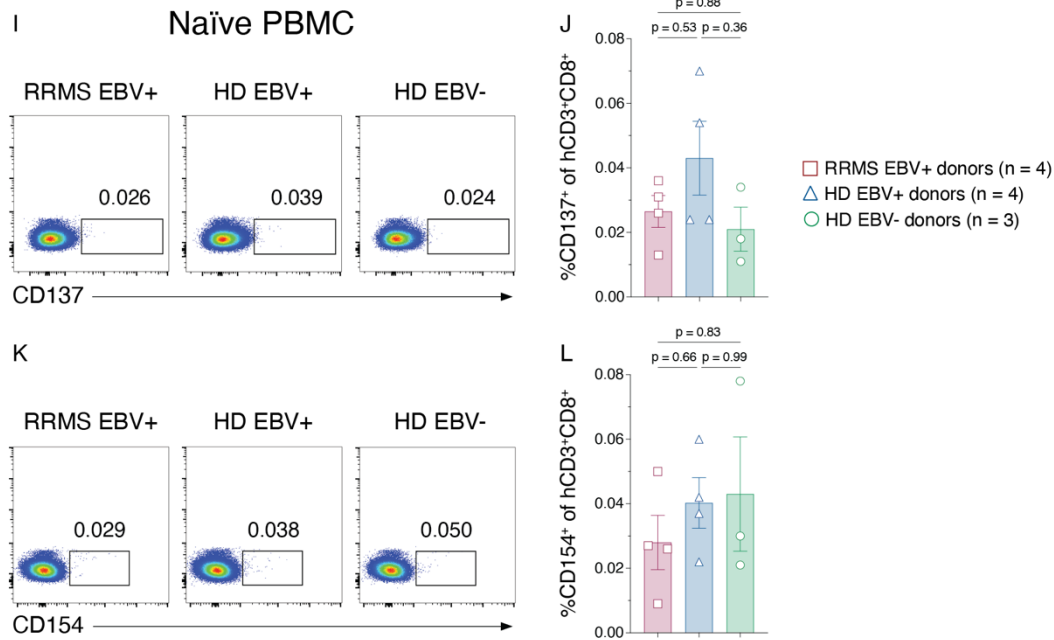 I
Naïve PBMC
RRMS EBV+ HD EBV+ HD EBV-
0.026 0.039 0.024
CD137
J
p = 0.88
p = 0.53 p = 0.36
%CD137⁺ of hCD3⁺CD8⁺
0.08
0.06
0.04
0.02
0.00
RRMS EBV+ donors (n = 4)
HD EBV+ donors (n = 4)
HD EBV- donors (n = 3)
K
RRMS EBV+ HD EBV+ HD EBV-
0.029 0.038 0.050
CD154
L
p = 0.83
p = 0.66 p = 0.99
%CD154⁺ of hCD3⁺CD8⁺
0.08
0.06
0.04
0.02
0.00